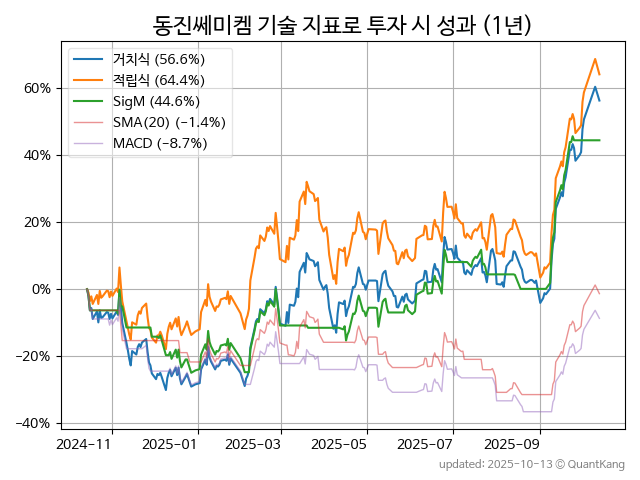 동진쎄미켐 기술 지표로 투자 시 성과 (1년)
거치식 (56.6%)
적립식 (64.4%)
SigM (44.6%)
SMA(20) (-1.4%)
MACD (-8.7%)
60%
40%
20%
0%
-20%
-40%
2024-11
2025-01
2025-03
2025-05
2025-07
2025-09
updated: 2025-10-13 © QuantKang